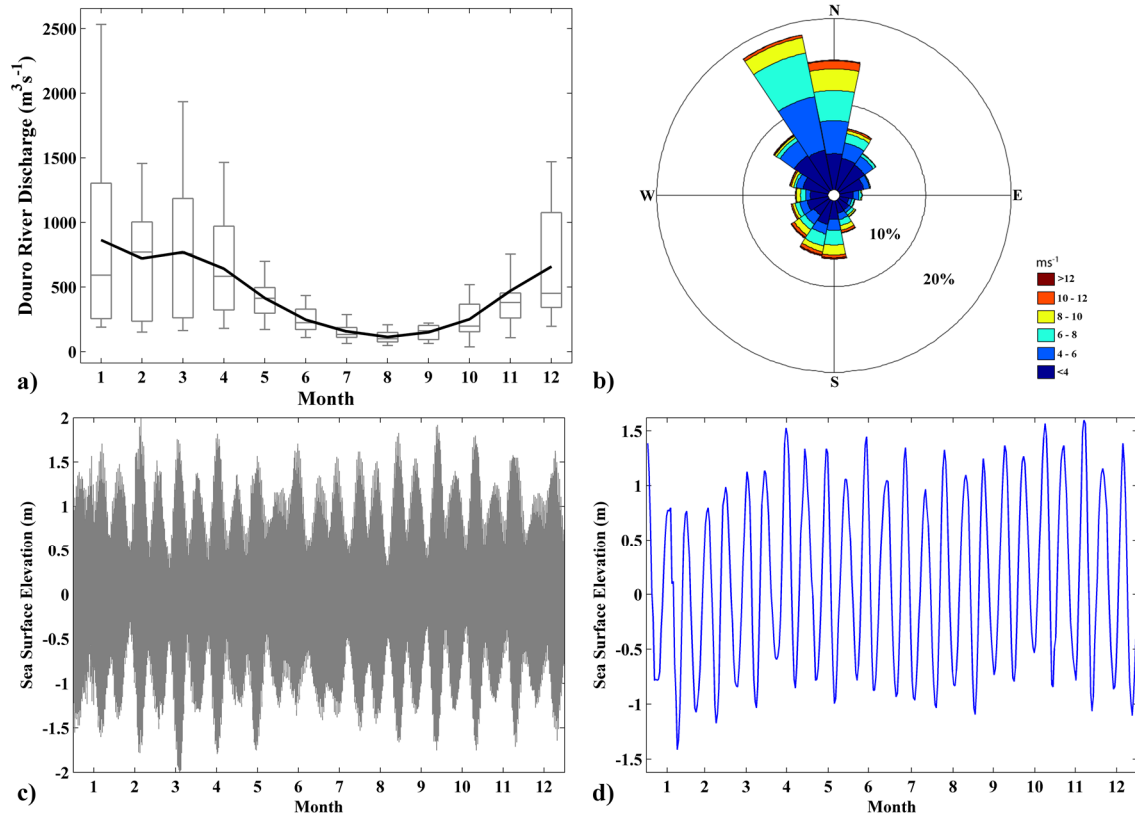 2500
2000
1500
1000
500
0
Douro River Discharge (m³s⁻¹)
1 2 3 4 5 6 7 8 9 10 11 12
Month
a)
N
W
E
S
10%
20%
ms⁻¹
>12
10 - 12
8 - 10
6 - 8
4 - 6
<4
b)
2
1.5
1
0.5
0
-0.5
-1
-1.5
-2
Sea Surface Elevation (m)
1 2 3 4 5 6 7 8 9 10 11 12
Month
c)
1.5
1
0.5
0
-0.5
-1
-1.5
Sea Surface Elevation (m)
1 2 3 4 5 6 7 8 9 10 11 12
Month
d)